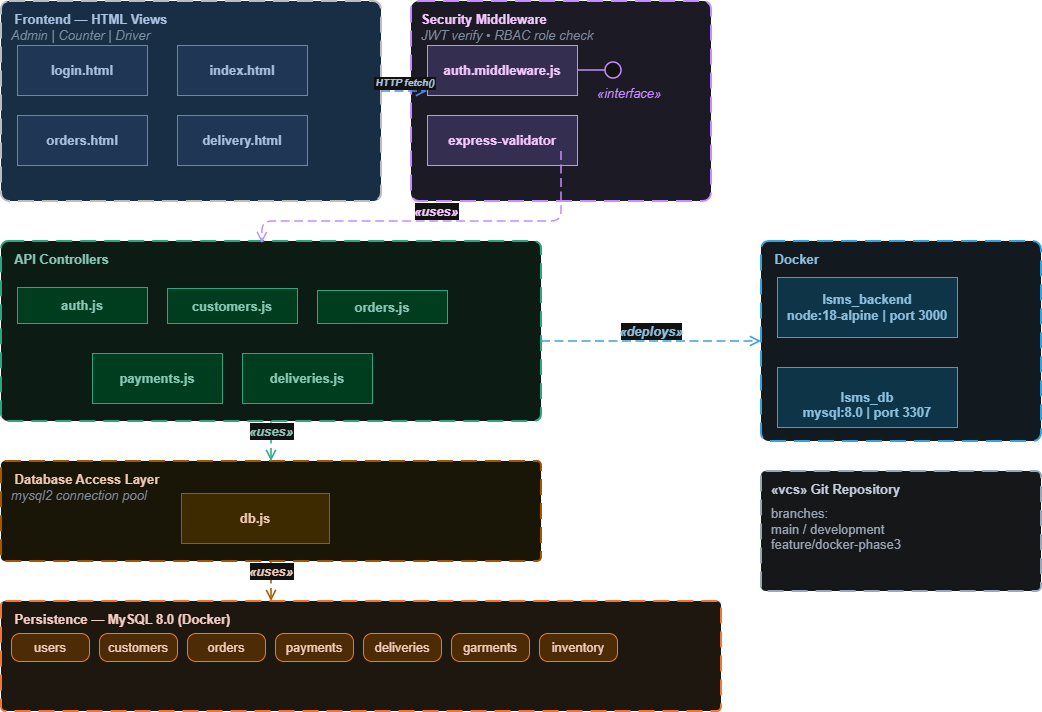 Frontend — HTML Views
Admin | Counter | Driver
login.html
index.html
orders.html
delivery.html
HTTP fetch()
Security Middleware
JWT verify • RBAC role check
auth.middleware.js
«interface»
express-validator
«uses»
API Controllers
auth.js
customers.js
orders.js
payments.js
deliveries.js
«deploys»
Docker
lsms_backend
node:18-alpine | port 3000
lsms_db
mysql:8.0 | port 3307
«uses»
Database Access Layer
mysql2 connection pool
db.js
«vcs» Git Repository
branches:
main / development
feature/docker-phase3
«uses»
Persistence — MySQL 8.0 (Docker)
users
customers
orders
payments
deliveries
garments
inventory